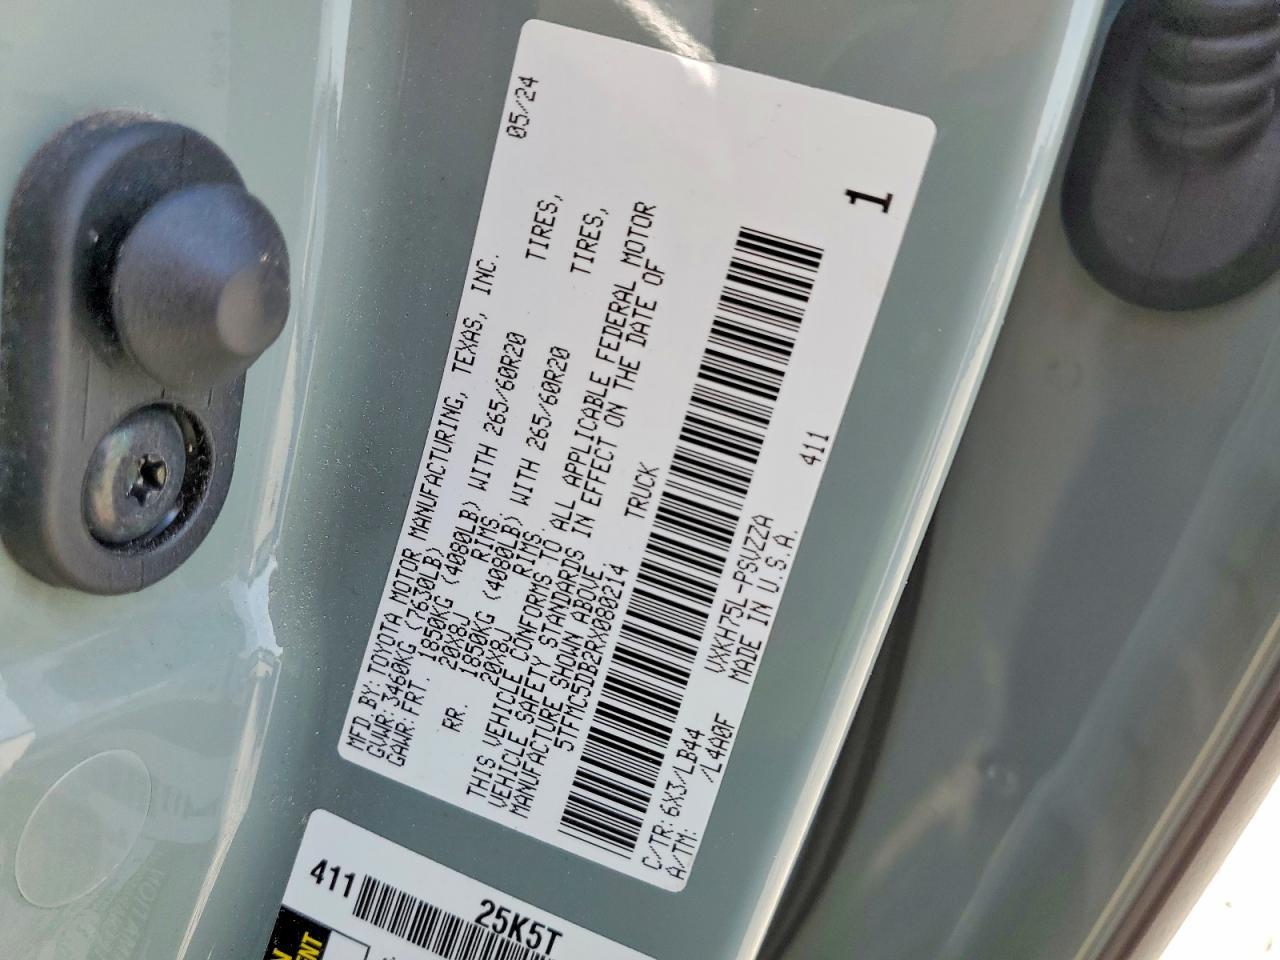 MFD BY: TOYOTA MOTOR MANUFACTURING, TEXAS, INC. 05/24
GVWR: 3460KG (7630LB)
GAWR: FRT. 1850KG (4080LB) WITH 265/60R20 TIRES,
20X8J RIMS,
RR. 1850KG (4080LB) WITH 265/60R20 TIRES,
20X8J RIMS.
THIS VEHICLE CONFORMS TO ALL APPLICABLE FEDERAL MOTOR
VEHICLE SAFETY STANDARDS IN EFFECT ON THE DATE OF
MANUFACTURE SHOWN ABOVE.
5TFMC5DB2RX080214 TRUCK
C/TR: 6X3/LB44 VXKH75L-PSVZZA 411
A/TM: /L4A0F MADE IN U.S.A.
1
411 25K5T